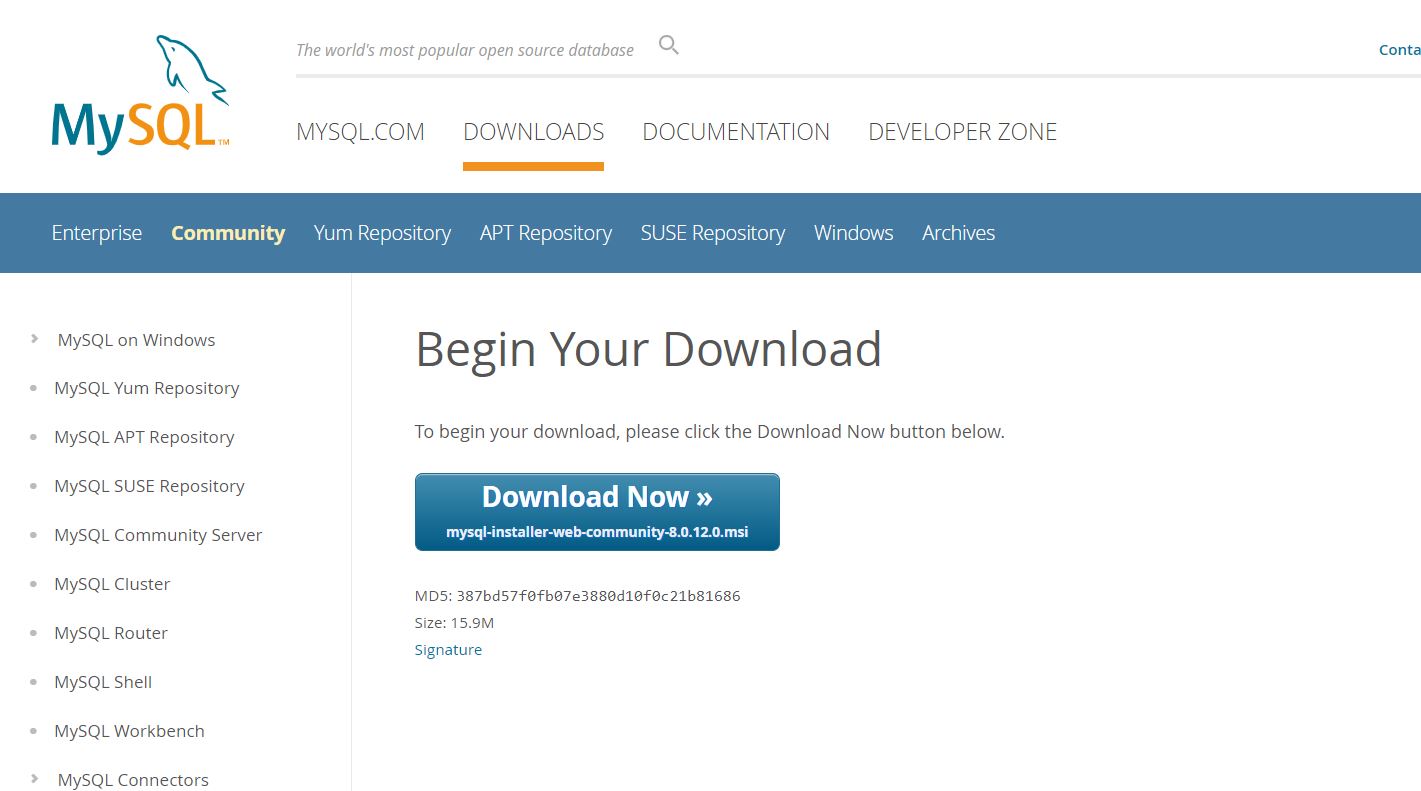 The world's most popular open source database
Conta
MySQL™
MYSQL.COM DOWNLOADS DOCUMENTATION DEVELOPER ZONE
Enterprise Community Yum Repository APT Repository SUSE Repository Windows Archives
MySQL on Windows
MySQL Yum Repository
MySQL APT Repository
MySQL SUSE Repository
MySQL Community Server
MySQL Cluster
MySQL Router
MySQL Shell
MySQL Workbench
MySQL Connectors
Begin Your Download
To begin your download, please click the Download Now button below.
Download Now »
mysql-installer-web-community-8.0.12.0.msi
MD5: 387bd57f0fb07e3880d10f0c21b81686
Size: 15.9M
Signature